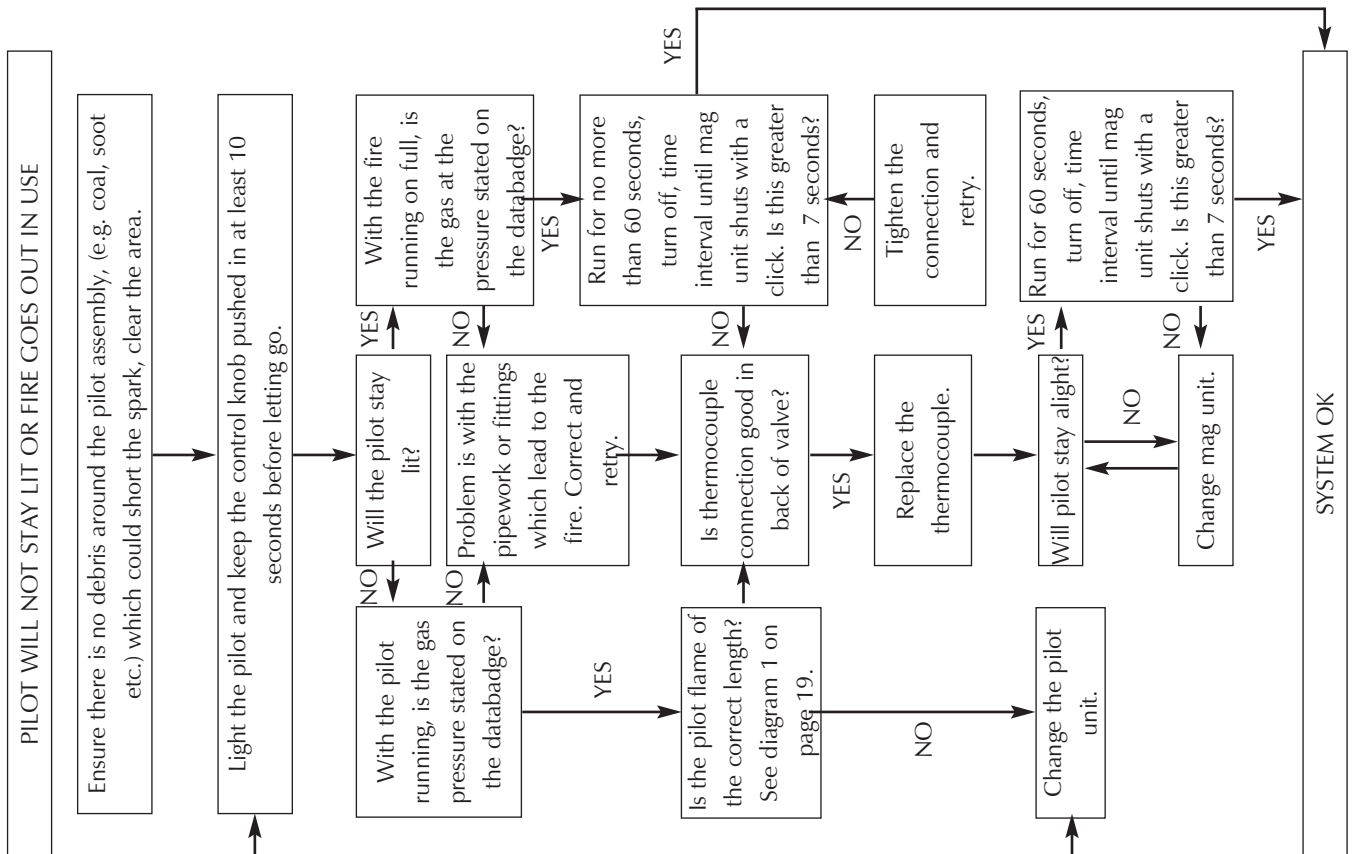 PILOT WILL NOT STAY LIT OR FIRE GOES OUT IN USE
Ensure there is no debris around the pilot assembly, (e.g. coal, soot
etc.) which could short the spark, clear the area.
Light the pilot and keep the control knob pushed in at least 10
seconds before letting go.
NO
Will the pilot stay
lit?
YES
With the pilot
running, is the gas
pressure stated on
the databadge?
NO
Problem is with the
pipework or fittings
which lead to the
fire. Correct and
retry.
NO
With the fire
running on full, is
the gas at the
pressure stated on
the databadge?
YES
YES
YES
Is the pilot flame of
the correct length?
See diagram 1 on
page 19.
Is thermocouple
connection good in
back of valve?
NO
Run for no more
than 60 seconds,
turn off, time
interval until mag
unit shuts with a
click. Is this greater
than 7 seconds?
NO
YES
NO
Replace the
thermocouple.
Tighten the
connection and
retry.
Change the pilot
unit.
Will pilot stay alight?
YES
Run for 60 seconds,
turn off, time
interval until mag
unit shuts with a
click. Is this greater
than 7 seconds?
NO
NO
Change mag unit.
YES
SYSTEM OK